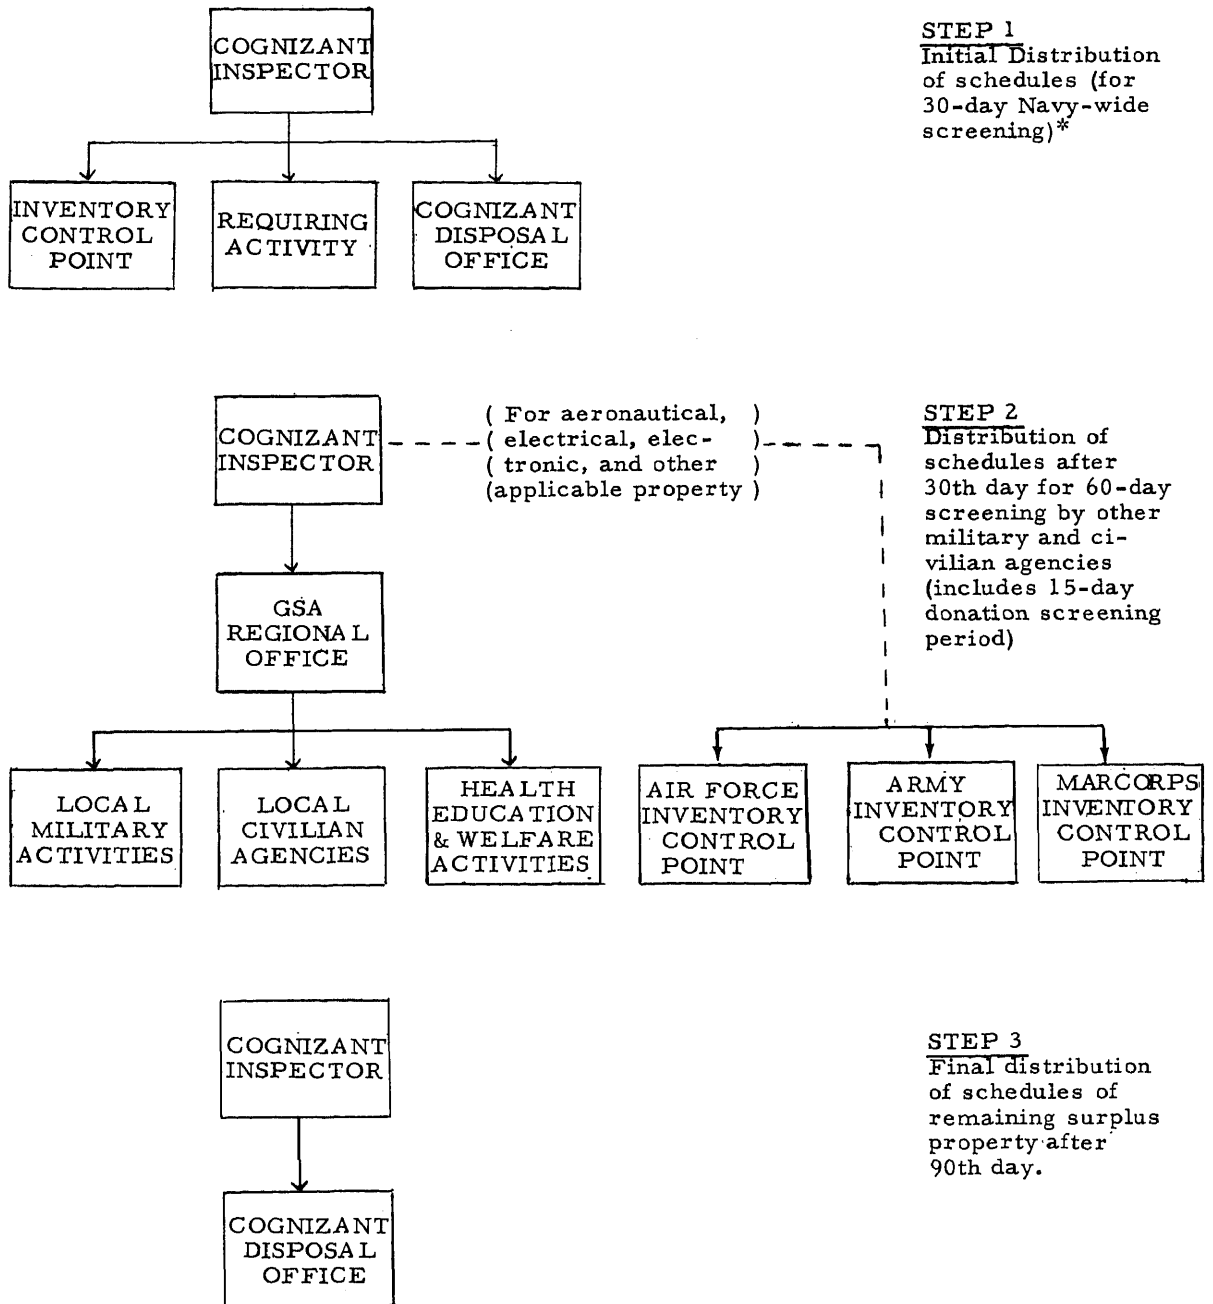 COGNIZANT
INSPECTOR
STEP 1
Initial Distribution
of schedules (for
30-day Navy-wide
screening)*
INVENTORY
CONTROL
POINT
REQUIRING
ACTIVITY
COGNIZANT
DISPOSAL
OFFICE
COGNIZANT
INSPECTOR
( For aeronautical, )
( electrical, elec- )
( tronic, and other )
(applicable property )
STEP 2
Distribution of
schedules after
30th day for 60-day
screening by other
military and ci-
vilian agencies
(includes 15-day
donation screening
period)
GSA
REGIONAL
OFFICE
LOCAL
MILITARY
ACTIVITIES
LOCAL
CIVILIAN
AGENCIES
HEALTH
EDUCATION
& WELFARE
ACTIVITIES
AIR FORCE
INVENTORY
CONTROL
POINT
ARMY
INVENTORY
CONTROL
POINT
MARCORPS
INVENTORY
CONTROL
POINT
COGNIZANT
INSPECTOR
STEP 3
Final distribution
of schedules of
remaining surplus
property after
90th day.
COGNIZANT
DISPOSAL
OFFICE